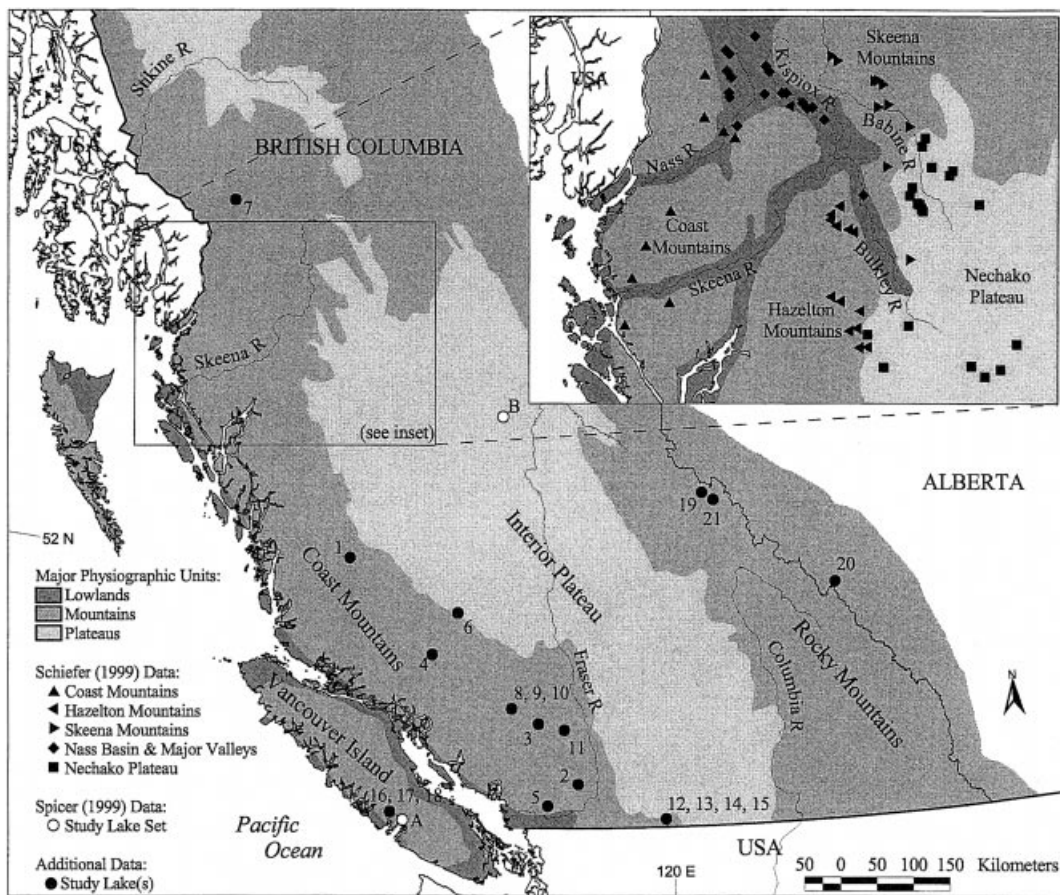 Stikine R
USA
BRITISH COLUMBIA
7
Skeena R
(see inset)
B
USA
Kispiox R
Skeena
Mountains
Babine R
Nass R
Coast
Mountains
Skeena R
Bulkley R
Hazelton
Mountains
Nechako
Plateau
ALBERTA
52 N
1
Coast Mountains
6
4
Interior Plateau
19
21
20
Rocky Mountains
Columbia R
Fraser R
8, 9, 10
3
11
2
5
12, 13, 14, 15
Vancouver Island
16, 17, 18
A
Pacific
Ocean
USA
120 E
N
50 0 50 100 150 Kilometers
Major Physiographic Units:
Lowlands
Mountains
Plateaus
Schiefer (1999) Data:
Coast Mountains
Hazelton Mountains
Skeena Mountains
Nass Basin & Major Valleys
Nechako Plateau
Spicer (1999) Data:
Study Lake Set
Additional Data:
Study Lake(s)